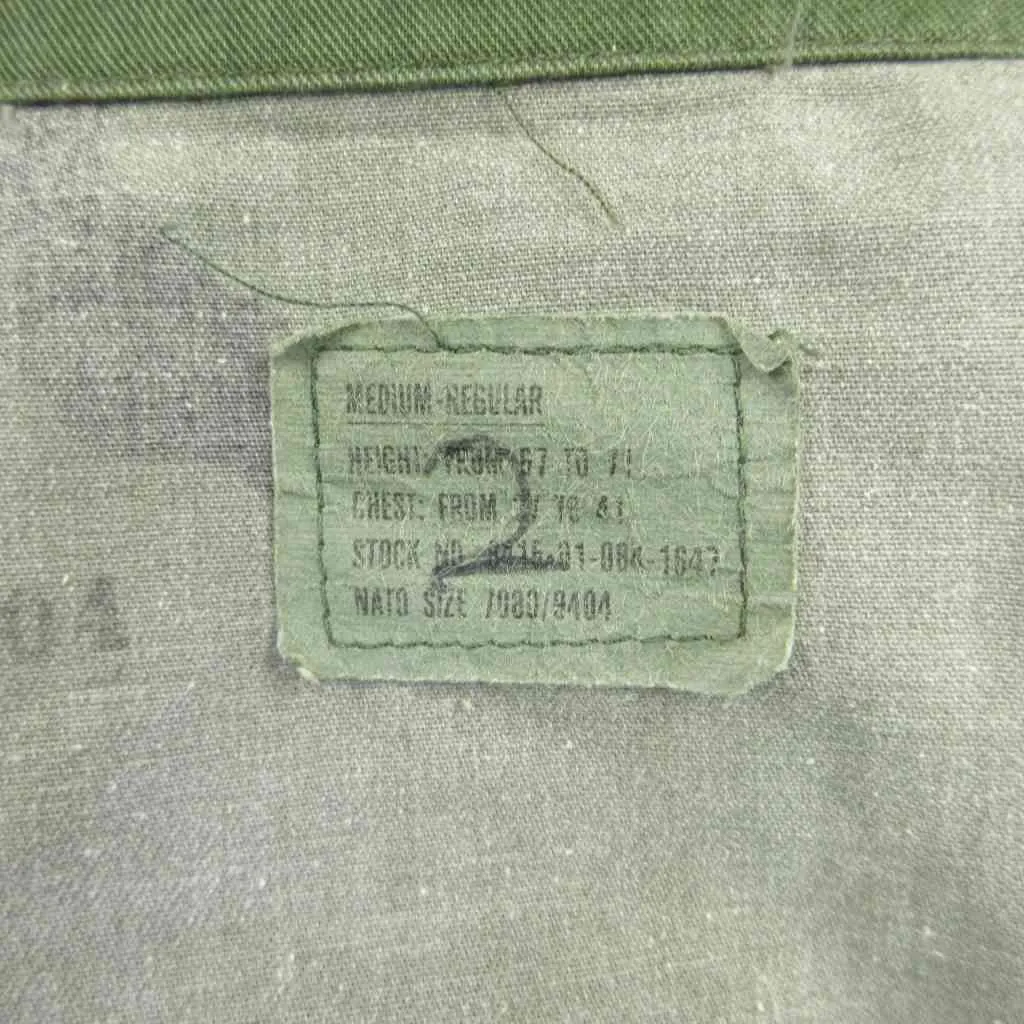 MEDIUM-REGULAR
HEIGHT: FROM 67 TO 71
CHEST: FROM 37 TO 41
STOCK NO. 8415-01-084-1647
NATO SIZE 7080/9404
2